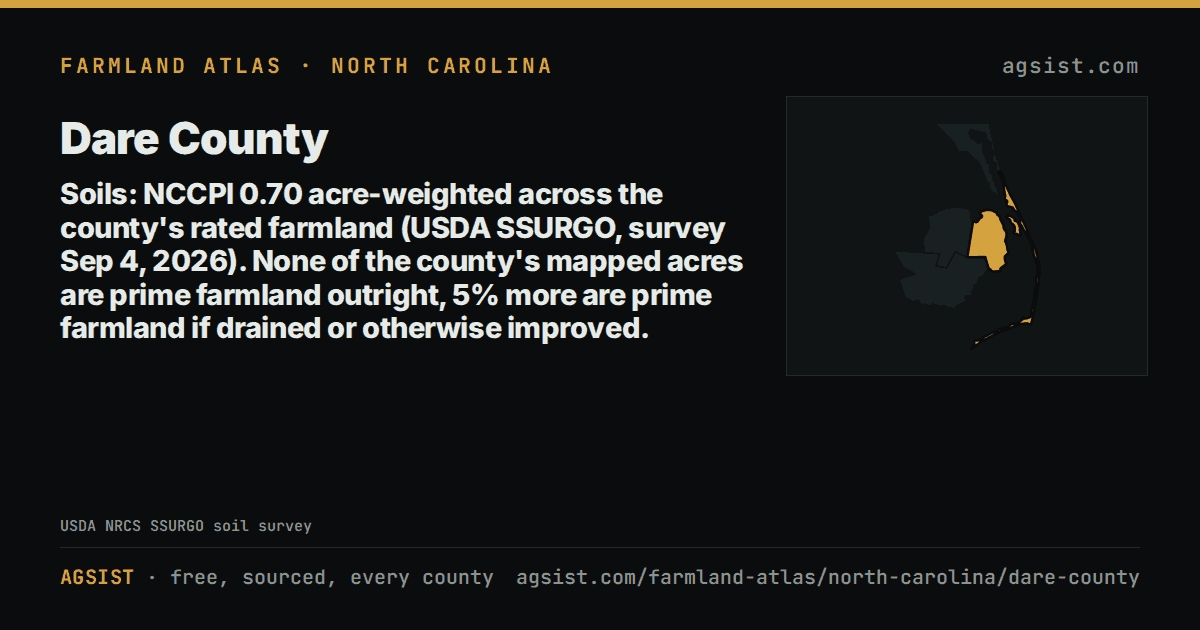 FARMLAND ATLAS · NORTH CAROLINA
agsist.com
Dare County
Soils: NCCPI 0.70 acre-weighted across the
county's rated farmland (USDA SSURGO, survey
Sep 4, 2026). None of the county's mapped acres
are prime farmland outright, 5% more are prime
farmland if drained or otherwise improved.
USDA NRCS SSURGO soil survey
AGSIST · free, sourced, every county
agsist.com/farmland-atlas/north-carolina/dare-county